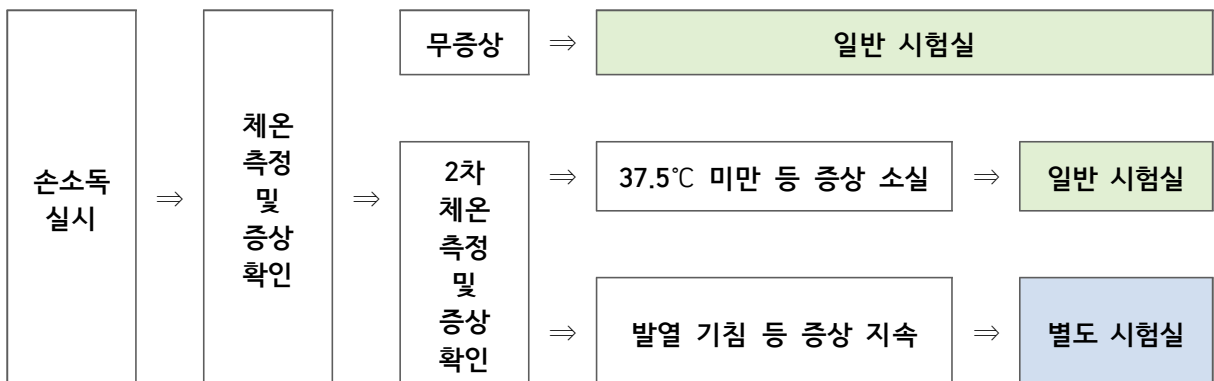 손소독
실시
⇒
체온
측정
및
증상
확인
⇒
무증상 ⇒ 일반 시험실
2차
체온
측정
및
증상
확인
⇒ 37.5℃ 미만 등 증상 소실 ⇒ 일반 시험실
⇒ 발열 기침 등 증상 지속 ⇒ 별도 시험실